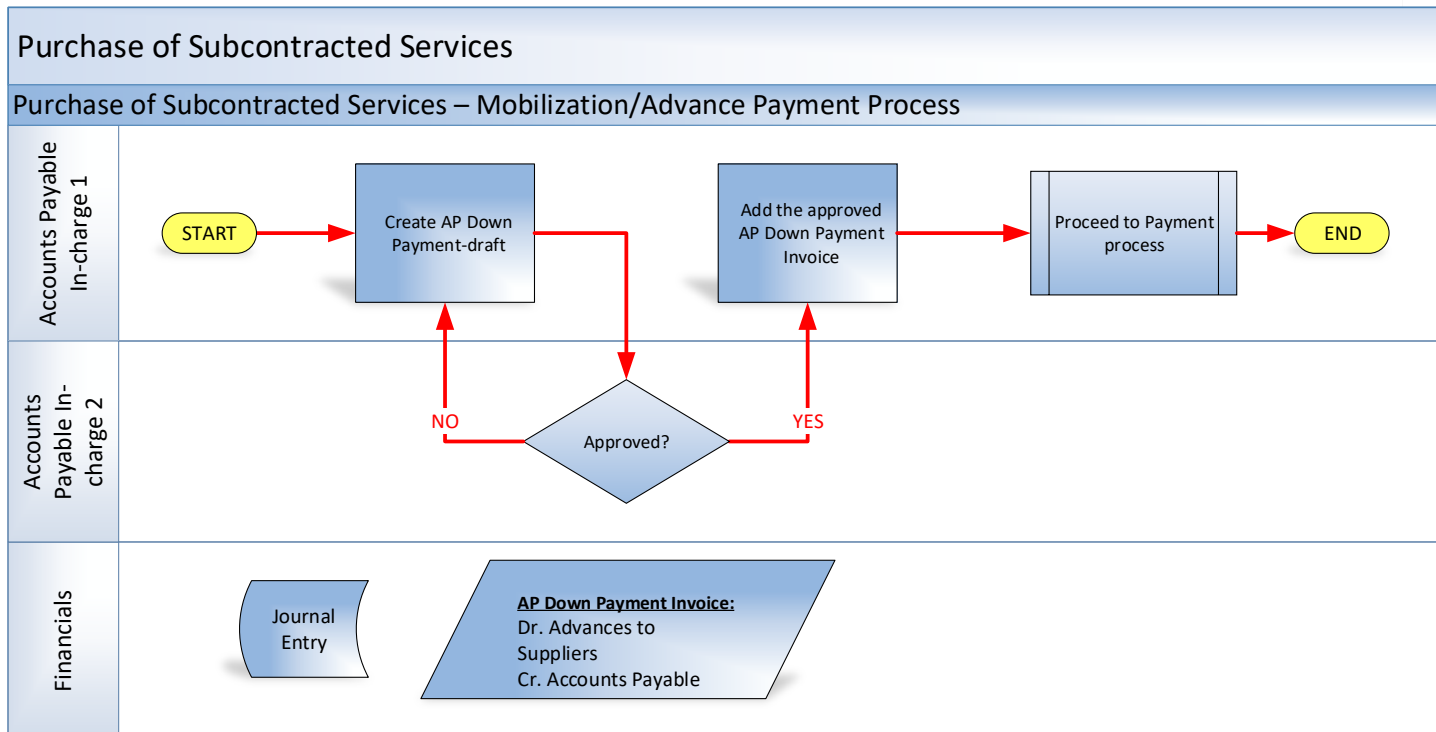 Purchase of Subcontracted Services
Purchase of Subcontracted Services – Mobilization/Advance Payment Process
Accounts Payable
In-charge 1
START
Create AP Down
Payment-draft
Add the approved
AP Down Payment
Invoice
Proceed to Payment
process
END
Accounts
Payable In-
charge 2
NO
Approved?
YES
Financials
Journal
Entry
AP Down Payment Invoice:
Dr. Advances to
Suppliers
Cr. Accounts Payable